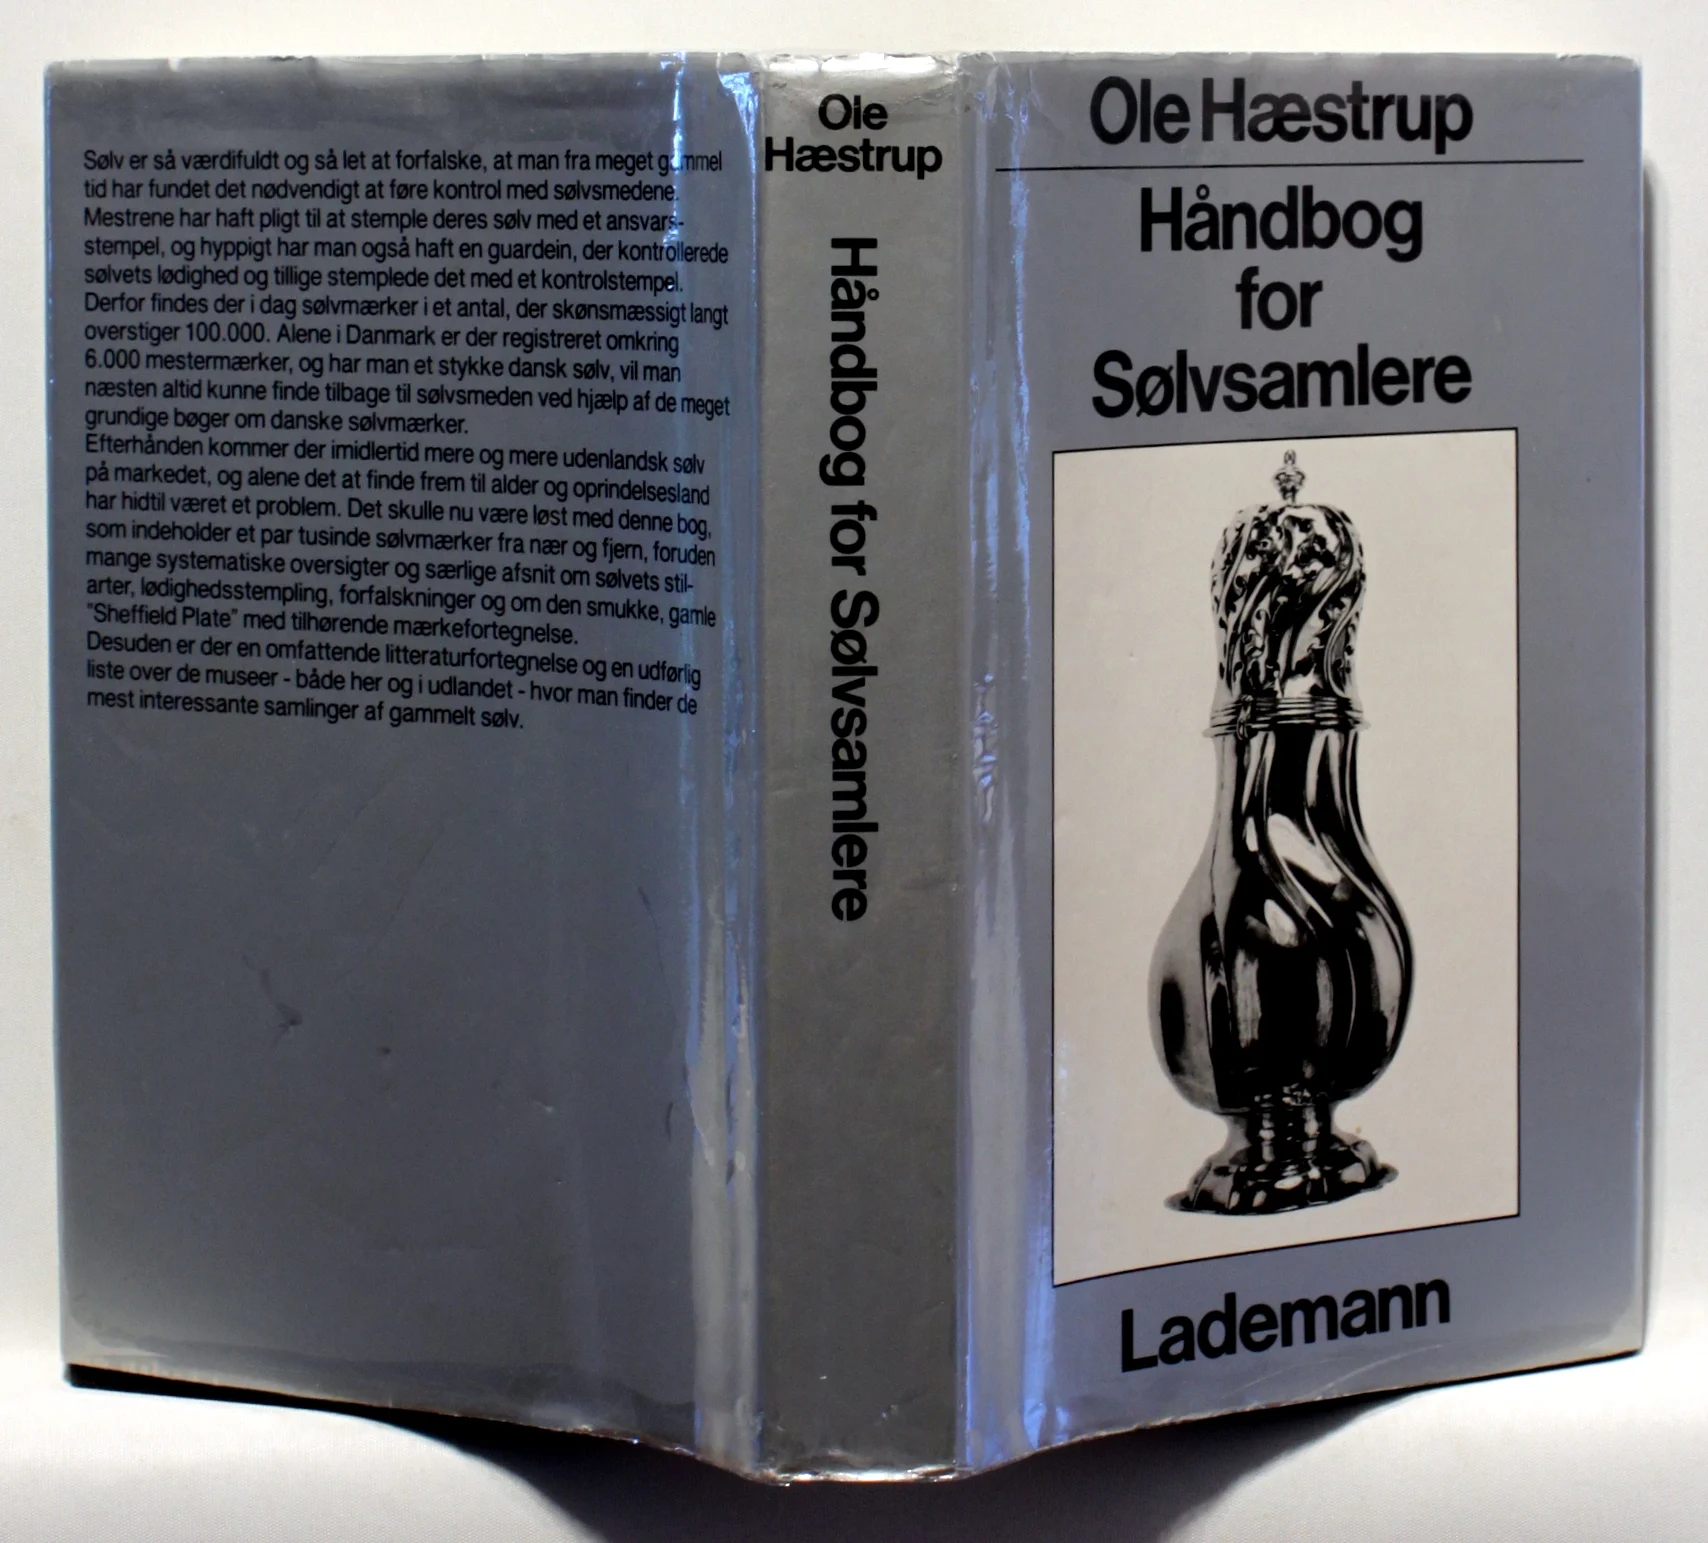 Sølv er så værdifuldt og så let at forfalske, at man fra meget gammel
tid har fundet det nødvendigt at føre kontrol med sølvsmedene.
Mestrene har haft pligt til at stemple deres sølv med et ansvars-
stempel, og hyppigt har man også haft en guardein, der kontrollerede
sølvets lødighed og tillige stemplede det med et kontrolstempel.
Derfor findes der i dag sølvmærker i et antal, der skønsmæssigt langt
overstiger 100.000. Alene i Danmark er der registreret omkring
6.000 mestermærker, og har man et stykke dansk sølv, vil man
næsten altid kunne finde tilbage til sølvsmeden ved hjælp af de meget
grundige bøger om danske sølvmærker.
Efterhånden kommer der imidlertid mere og mere udenlandsk sølv
på markedet, og alene det at finde frem til alder og oprindelsesland
har hidtil været et problem. Det skulle nu være løst med denne bog,
som indeholder et par tusinde sølvmærker fra nær og fjern, foruden
mange systematiske oversigter og særlige afsnit om sølvets stil-
arter, lødighedsstempling, forfalskninger og om den smukke, gamle
"Sheffield Plate" med tilhørende mærkefortegnelse.
Desuden er der en omfattende litteraturfortegnelse og en udførlig
liste over de museer - både her og i udlandet - hvor man finder de
mest interessante samlinger af gammelt sølv.
Ole
Hæstrup
Håndbog for Sølvsamlere
Ole Hæstrup
Håndbog
for
Sølvsamlere
Lademann